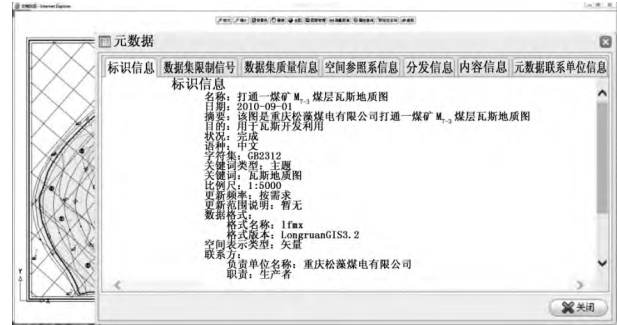 元数据
标识信息 数据集限制信号 数据集质量信息 空间参照系信息 分发信息 内容信息 元数据联系单位信息
标识信息
名称：打通一煤矿 M₇₋₃ 煤层瓦斯地质图
日期：2010-09-01
摘要：该图是重庆松藻煤电有限公司打通一煤矿 M₇₋₃ 煤层瓦斯地质图
目的：用于瓦斯开发利用
状况：完成
语种：中文
字符集：GB2312
关键词类型：主题
关键词：瓦斯地质图
比例尺：1:5000
更新频率：按需求
更新范围说明：暂无
数据格式：
格式名称：lfmx
格式版本：LongruanGIS3.2
空间表示类型：矢量
联系方：
负责单位名称：重庆松藻煤电有限公司
职责：生产者
关闭